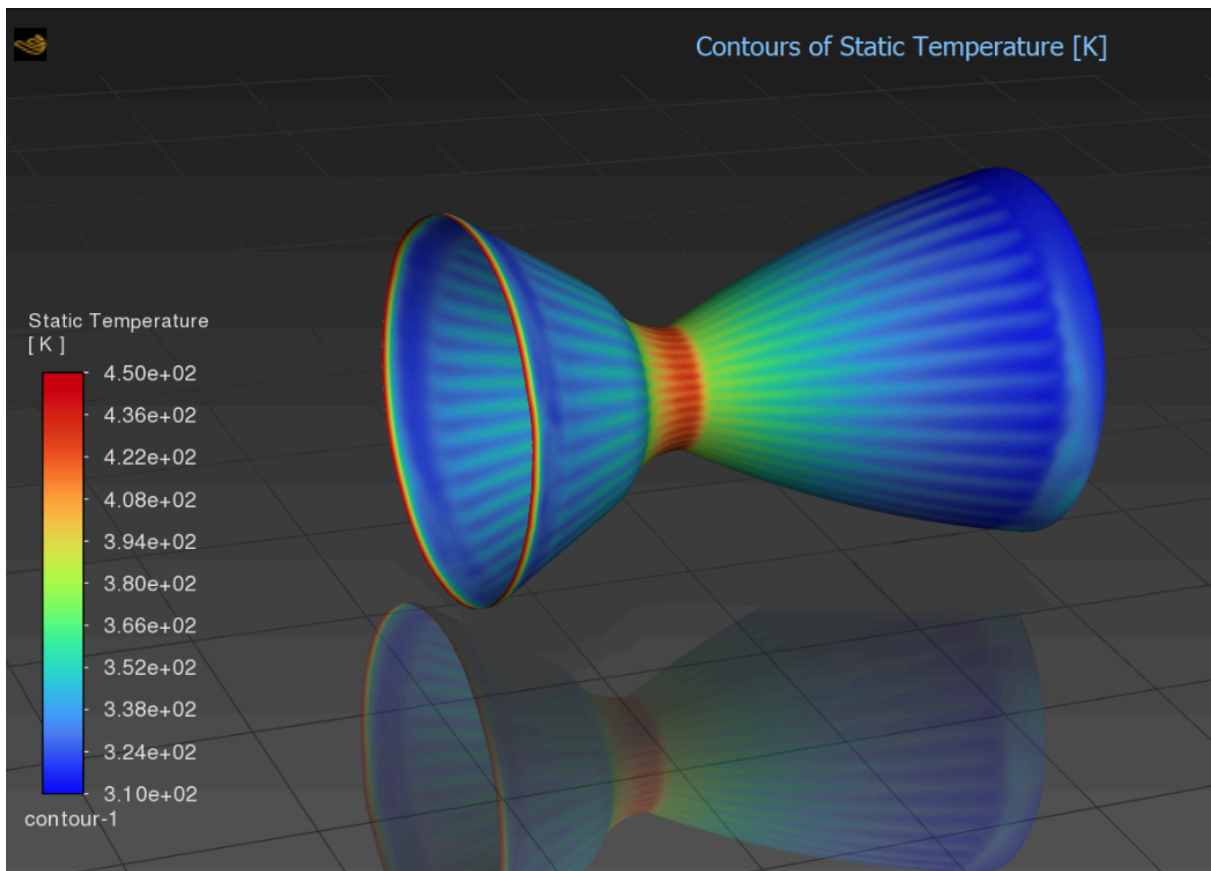 Contours of Static Temperature [K]
Static Temperature
[ K ]
4.50e+02
4.36e+02
4.22e+02
4.08e+02
3.94e+02
3.80e+02
3.66e+02
3.52e+02
3.38e+02
3.24e+02
3.10e+02
contour-1